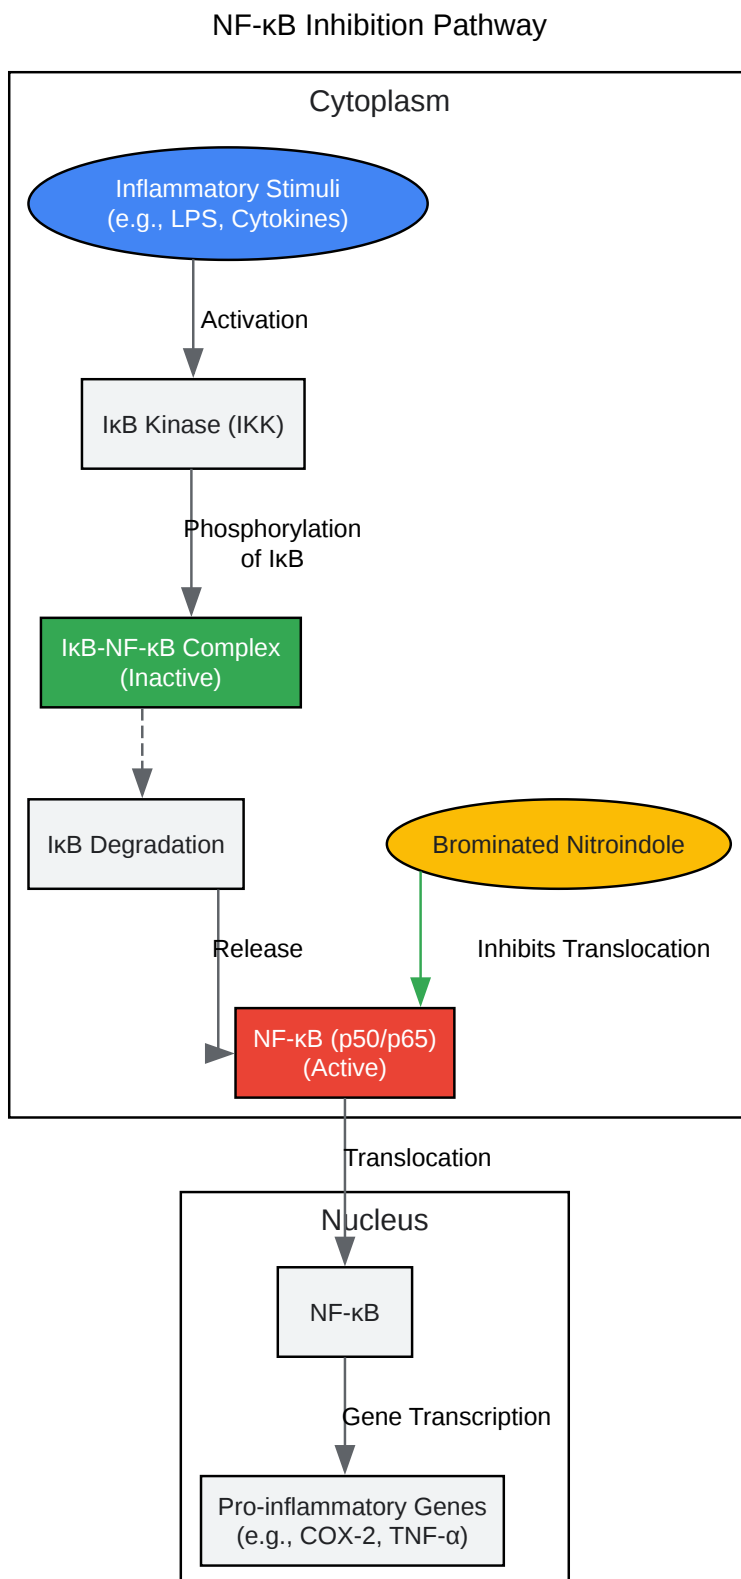 NF-κB Inhibition Pathway
Cytoplasm
Inflammatory Stimuli
(e.g., LPS, Cytokines)
Activation
IκB Kinase (IKK)
Phosphorylation
of IκB
IκB-NF-κB Complex
(Inactive)
IκB Degradation
Brominated Nitroindole
Release
Inhibits Translocation
NF-κB (p50/p65)
(Active)
Translocation
Nucleus
NF-κB
Gene Transcription
Pro-inflammatory Genes
(e.g., COX-2, TNF-α)